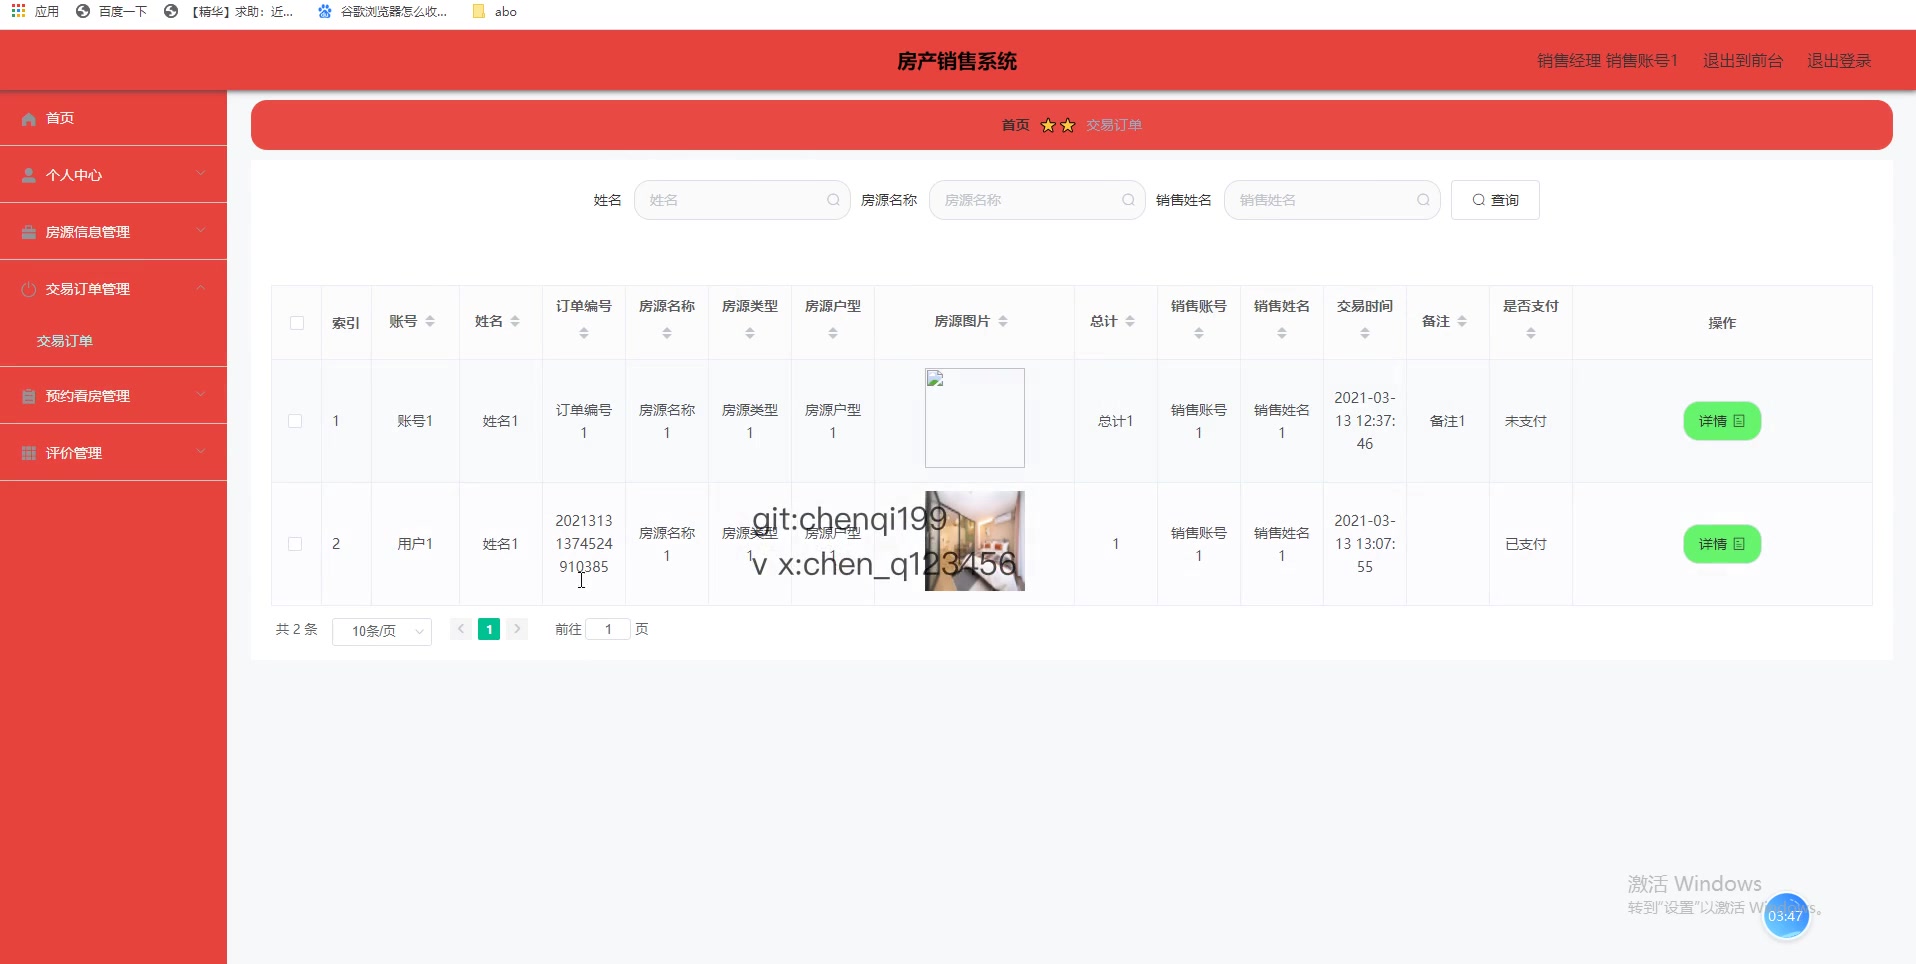 应用 百度一下 【精华】求助：近... 谷歌浏览器怎么收... abo
房产销售系统
销售经理 销售账号1 退出到前台 退出登录
首页
个人中心
房源信息管理
交易订单管理
交易订单
预约看房管理
评价管理
首页 交易订单
姓名 姓名 房源名称 房源名称 销售姓名 销售姓名 查询
索引 账号 姓名 订单编号 房源名称 房源类型 房源户型 房源图片 总计 销售账号 销售姓名 交易时间 备注 是否支付 操作
1 账号1 姓名1 订单编号1 房源名称1 房源类型1 房源户型1 总计1 销售账号1 销售姓名1 2021-03-13 12:37:46 备注1 未支付 详情
2 用户1 姓名1 20213131374524910385 房源名称1 房源类型1 房源户型1 1 销售账号1 销售姓名1 2021-03-13 13:07:55 已支付 详情
git:chenqi199
v x:chen_q123456
共 2 条 10条/页 1 前往 1 页
激活 Windows
转到"设置"以激活 Windows。
03:47